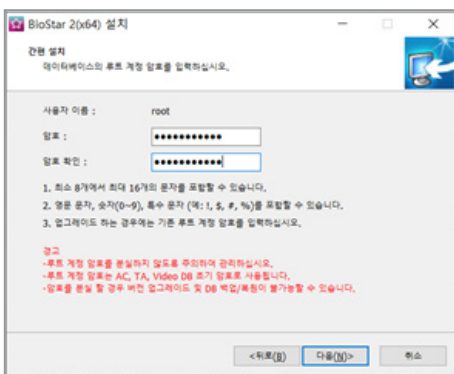 BioStar 2(x64) 설치
간편 설치
데이터베이스의 루트 계정 암호를 입력하십시오.
사용자 이름 : root
암호 : ●●●●●●●●●●●
암호 확인 : ●●●●●●●●●●●
1. 최소 8개에서 최대 16개의 문자를 포함할 수 있습니다.
2. 영문 문자, 숫자(0~9), 특수 문자 (예: !, $, #, %)를 포함할 수 있습니다.
3. 업그레이드 하는 경우에는 기존 루트 계정 암호를 입력하십시오.
경고
-루트 계정 암호를 분실하지 않도록 주의하여 관리하십시오.
-루트 계정 암호는 AC, TA, Video DB 초기 암호로 사용됩니다.
-암호를 분실 할 경우 버전 업그레이드 및 DB 백업/복원이 불가능할 수 있습니다.
<뒤로(B) 다음(N)> 취소